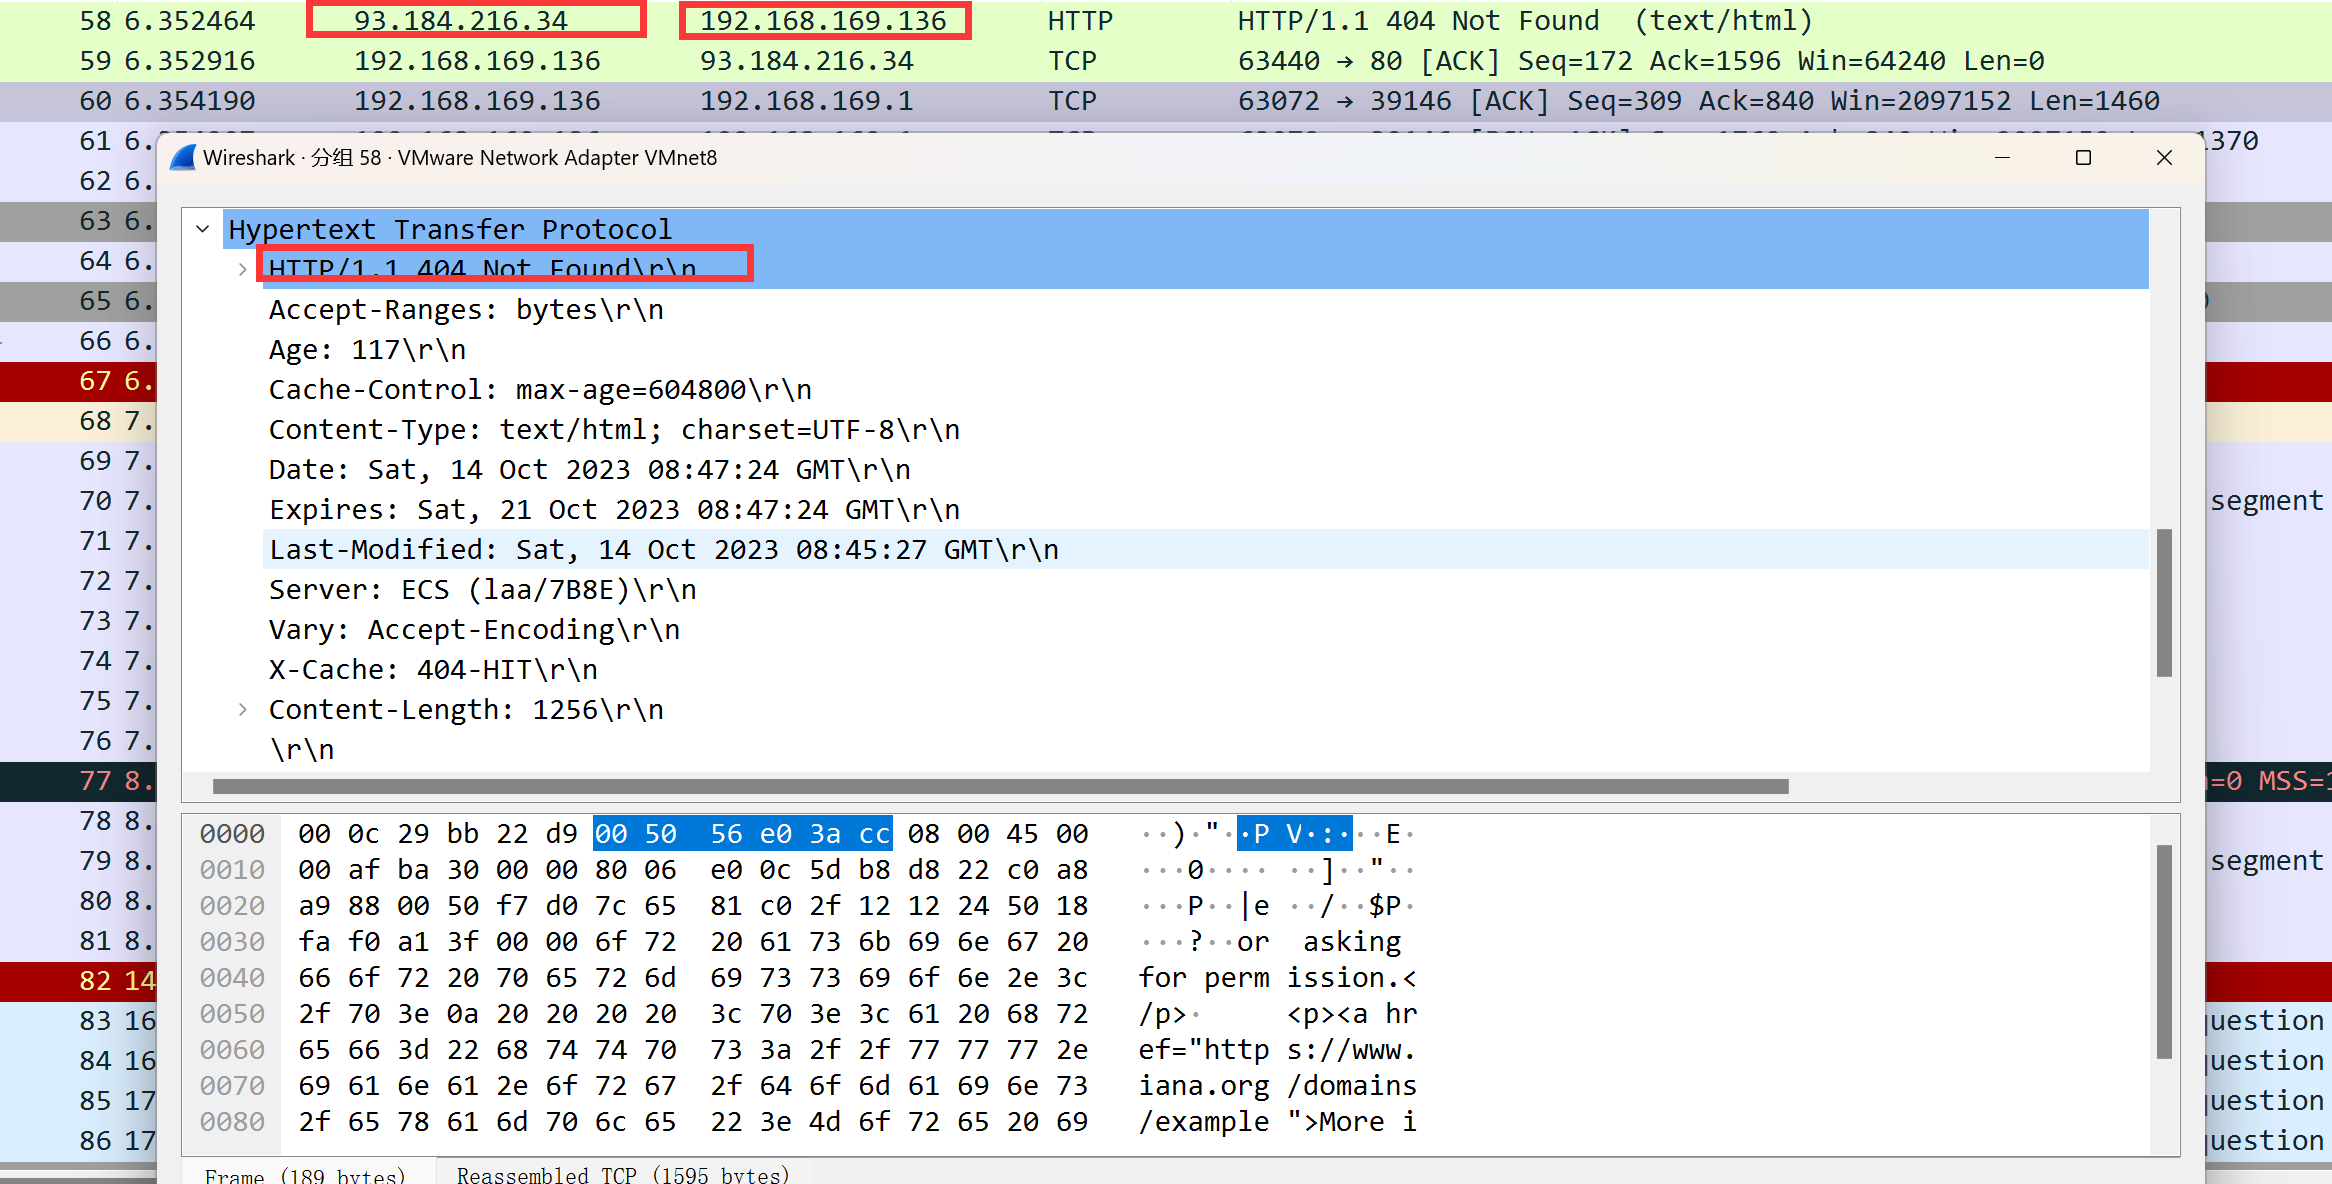 58 6.352464 93.184.216.34 192.168.169.136 HTTP HTTP/1.1 404 Not Found (text/html)
59 6.352916 192.168.169.136 93.184.216.34 TCP 63440 → 80 [ACK] Seq=172 Ack=1596 Win=64240 Len=0
60 6.354190 192.168.169.136 192.168.169.1 TCP 63072 → 39146 [ACK] Seq=309 Ack=840 Win=2097152 Len=1460
61 6. 1370
Wireshark · 分组 58 · VMware Network Adapter VMnet8
62 6.
63 6.
Hypertext Transfer Protocol
64 6.
HTTP/1.1 404 Not Found\r\n
65 6.
Accept-Ranges: bytes\r\n
66 6.
Age: 117\r\n
67 6.
Cache-Control: max-age=604800\r\n
68 7.
Content-Type: text/html; charset=UTF-8\r\n
69 7.
Date: Sat, 14 Oct 2023 08:47:24 GMT\r\n
70 7. segment
Expires: Sat, 21 Oct 2023 08:47:24 GMT\r\n
71 7.
Last-Modified: Sat, 14 Oct 2023 08:45:27 GMT\r\n
72 7.
Server: ECS (laa/7B8E)\r\n
73 7.
Vary: Accept-Encoding\r\n
74 7.
X-Cache: 404-HIT\r\n
75 7.
Content-Length: 1256\r\n
76 7.
\r\n
77 8. =0 MSS=1
78 8.
0000 00 0c 29 bb 22 d9 00 50 56 e0 3a cc 08 00 45 00 ··)·"··P V·:···E·
79 8. segment
0010 00 af ba 30 00 00 80 06 e0 0c 5d b8 d8 22 c0 a8 ···0···· ··]··"··
80 8.
0020 a9 88 00 50 f7 d0 7c 65 81 c0 2f 12 12 24 50 18 ···P··|e ··/··$P·
81 8.
0030 fa f0 a1 3f 00 00 6f 72 20 61 73 6b 69 6e 67 20 ···?··or asking
82 14
0040 66 6f 72 20 70 65 72 6d 69 73 73 69 6f 6e 2e 3c for perm ission.<
83 16 uestion
0050 2f 70 3e 0a 20 20 20 20 3c 70 3e 3c 61 20 68 72 /p>· <p><a hr
84 16 uestion
0060 65 66 3d 22 68 74 74 70 73 3a 2f 2f 77 77 77 2e ef="http s://www.
85 17 uestion
0070 69 61 6e 61 2e 6f 72 67 2f 64 6f 6d 61 69 6e 73 iana.org /domains
86 17 uestion
0080 2f 65 78 61 6d 70 6c 65 22 3e 4d 6f 72 65 20 69 /example ">More i
Frame (189 bytes) Reassembled TCP (1595 bytes)